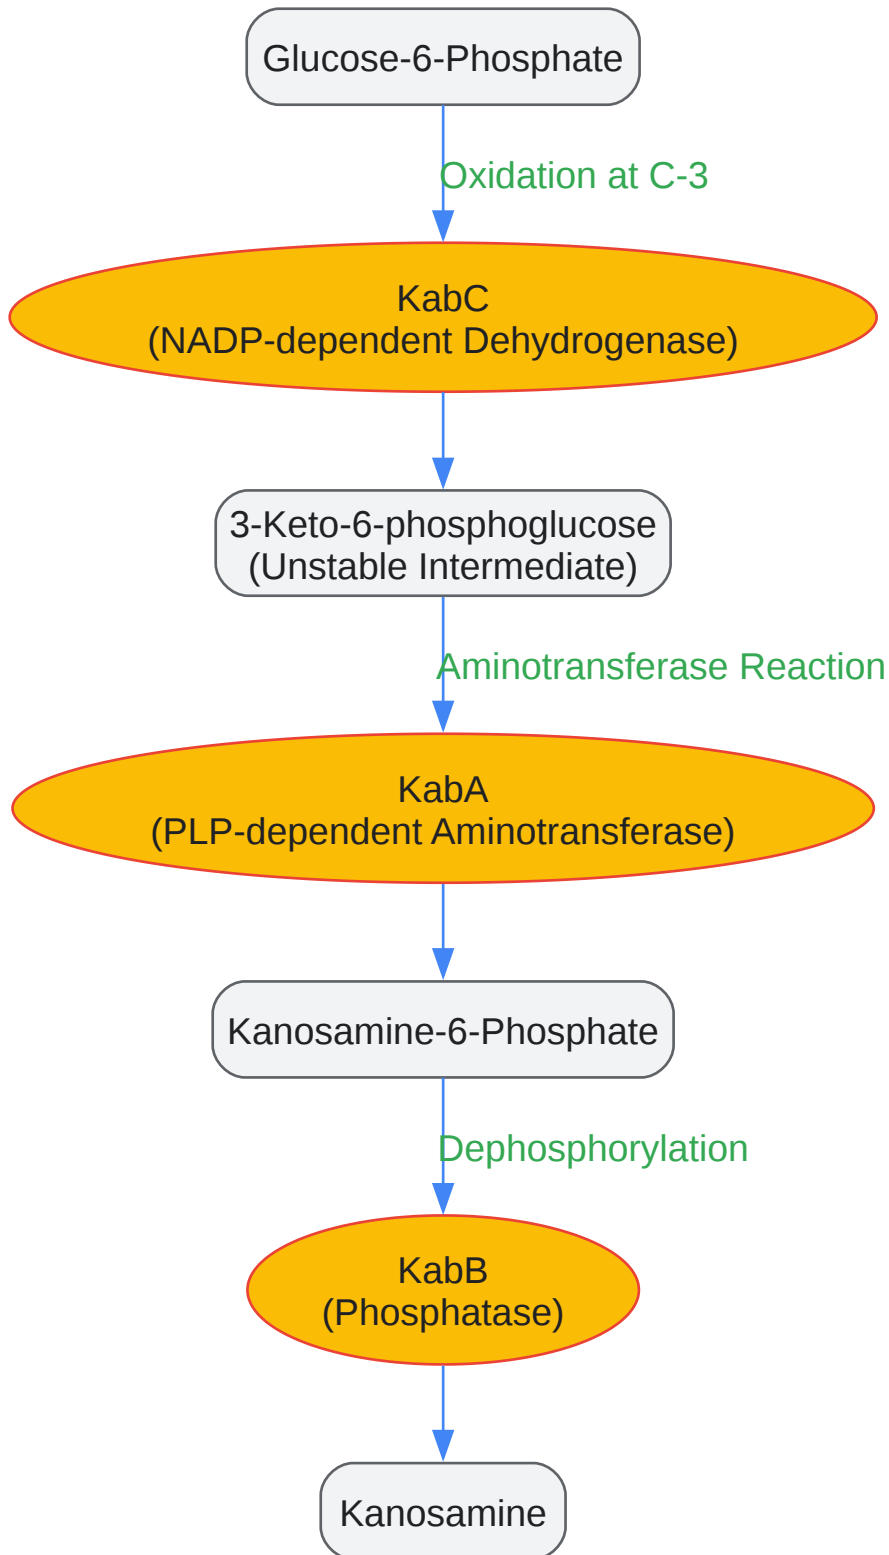 Glucose-6-Phosphate
Oxidation at C-3
KabC
(NADP-dependent Dehydrogenase)
3-Keto-6-phosphoglucose
(Unstable Intermediate)
Aminotransferase Reaction
KabA
(PLP-dependent Aminotransferase)
Kanosamine-6-Phosphate
Dephosphorylation
KabB
(Phosphatase)
Kanosamine